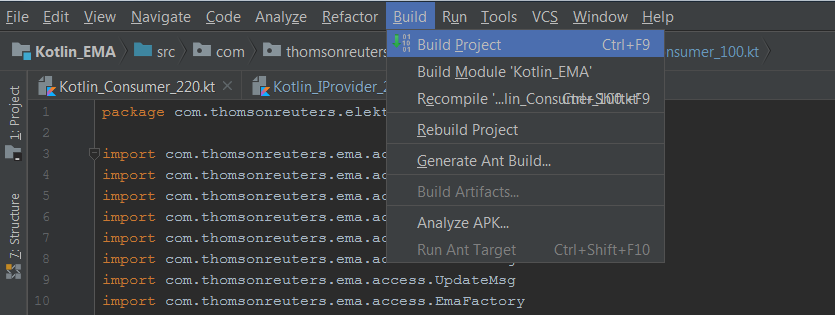 File Edit View Navigate Code Analyze Refactor Build Run Tools VCS Window Help
Kotlin_EMA src com thomsonreuters nsumer_100.kt
Build Project Ctrl+F9
Build Module 'Kotlin_EMA'
Recompile '...lin_Consumer_100.kt' Ctrl+Shift+F9
Rebuild Project
Generate Ant Build...
Build Artifacts...
Analyze APK...
Run Ant Target Ctrl+Shift+F10
Kotlin_Consumer_220.kt Kotlin_IProvider_2
1: Project
7: Structure
1 package com.thomsonreuters.elekt
2
3 import com.thomsonreuters.ema.ac
4 import com.thomsonreuters.ema.ac
5 import com.thomsonreuters.ema.ac
6 import com.thomsonreuters.ema.ac
7 import com.thomsonreuters.ema.ac
8 import com.thomsonreuters.ema.ac
9 import com.thomsonreuters.ema.access.UpdateMsg
10 import com.thomsonreuters.ema.access.EmaFactory